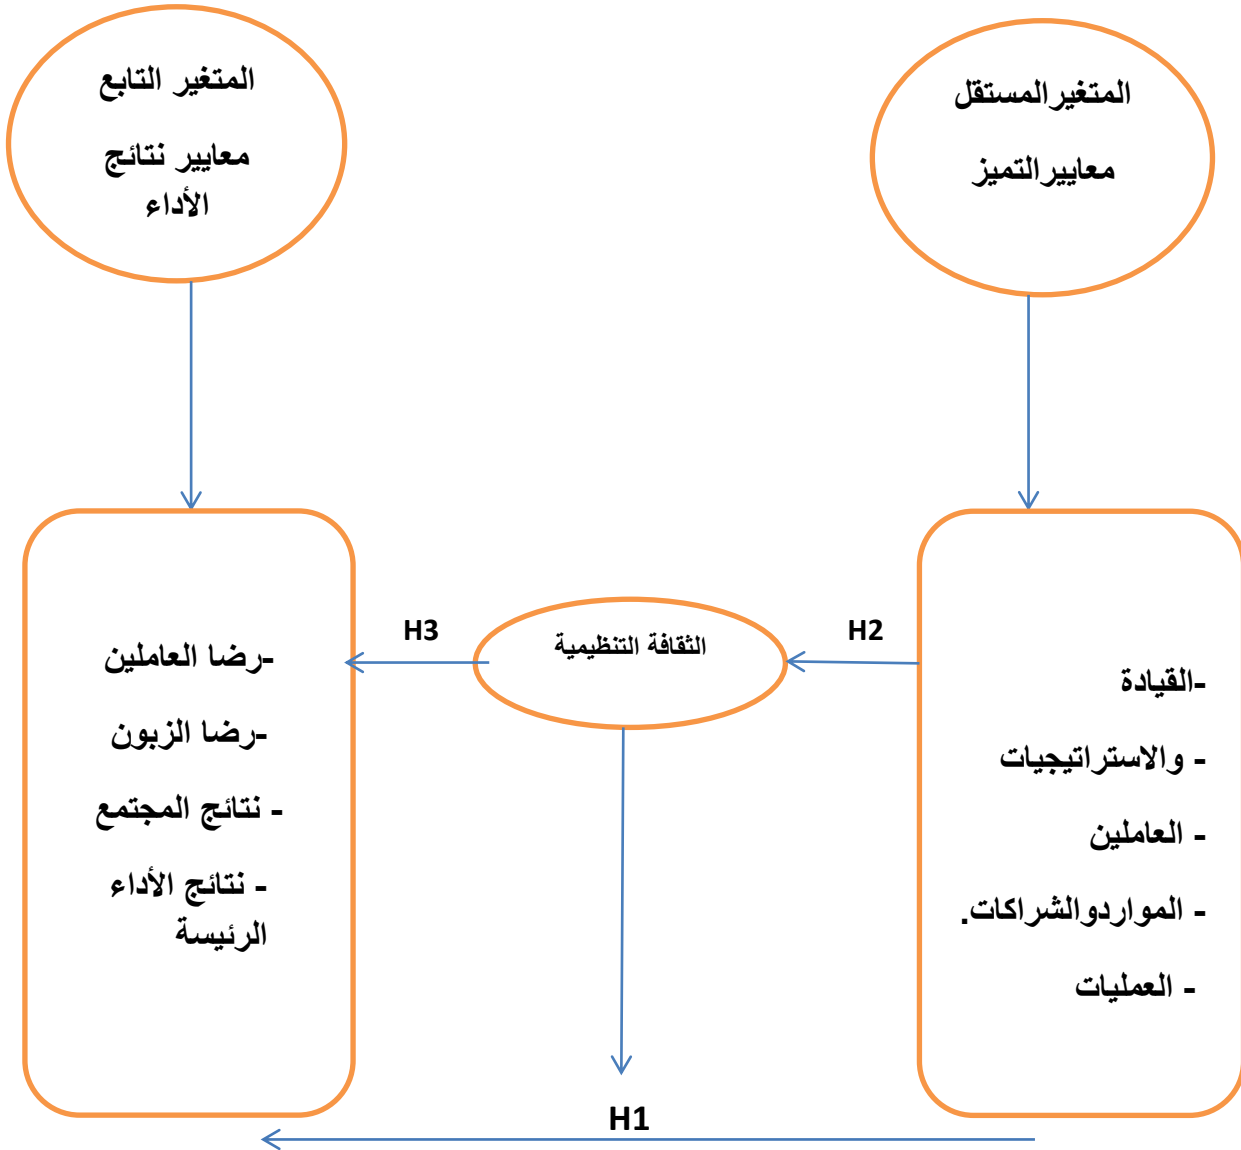 المتغيرالمستقل
معاييرالتميز
المتغير التابع
معايير نتائج
الأداء
-القيادة
- والاستراتيجيات
- العاملين
- المواردوالشراكات.
- العمليات
H2
الثقافة التنظيمية
H3
-رضا العاملين
-رضا الزبون
- نتائج المجتمع
- نتائج الأداء
الرئيسة
H1